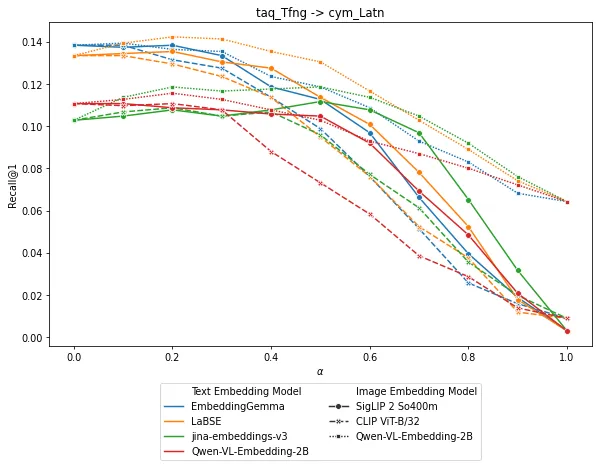 taq_Tfng -> cym_Latn
Recall@1
0.14
0.12
0.10
0.08
0.06
0.04
0.02
0.00
0.0 0.2 0.4 0.6 0.8 1.0
α
Text Embedding Model
EmbeddingGemma
LaBSE
jina-embeddings-v3
Qwen-VL-Embedding-2B
Image Embedding Model
SigLIP 2 So400m
CLIP ViT-B/32
Qwen-VL-Embedding-2B